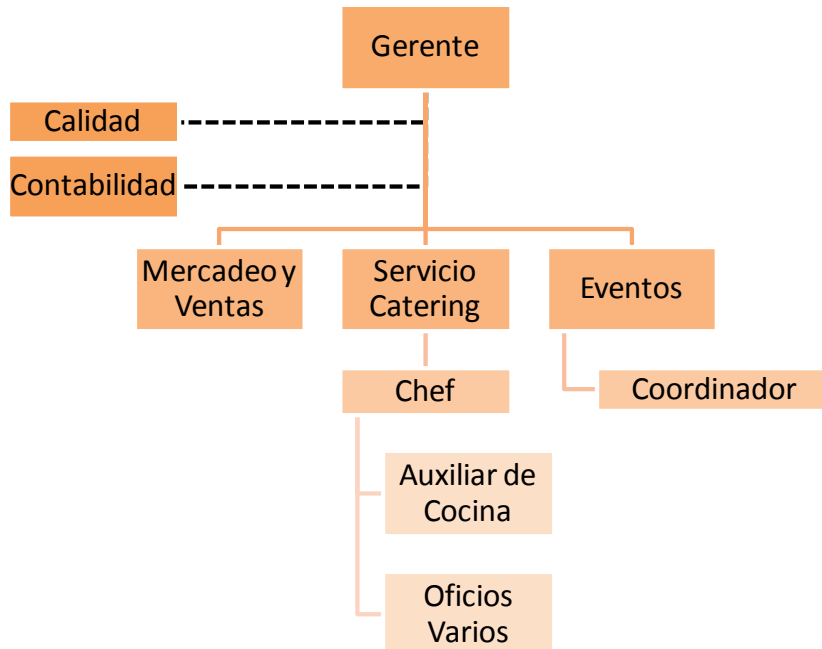 Gerente
Calidad
Contabilidad
Mercadeo y
Ventas
Servicio
Catering
Eventos
Chef
Coordinador
Auxiliar de
Cocina
Oficios
Varios